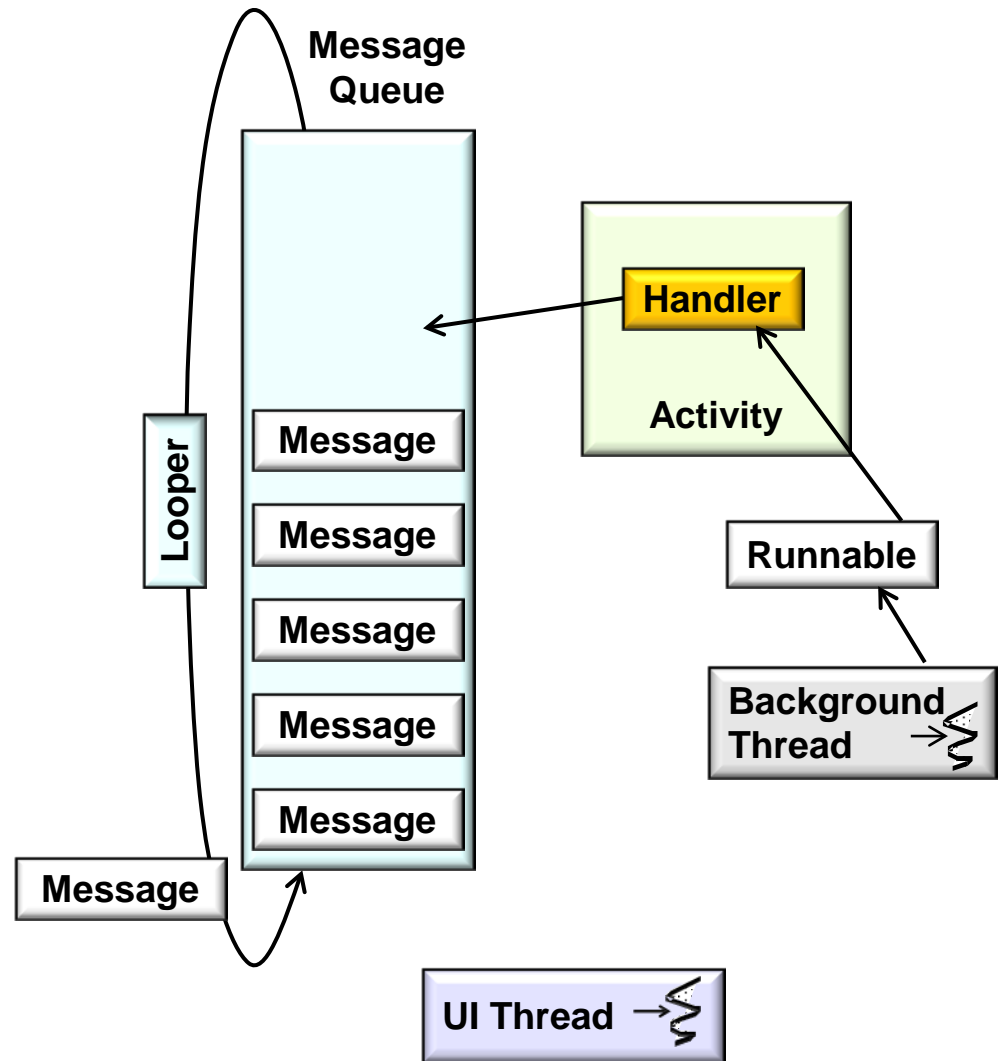 Message
Queue
Handler
Activity
Message
Looper
Message
Runnable
Message
Background
Thread
Message
Message
Message
UI Thread